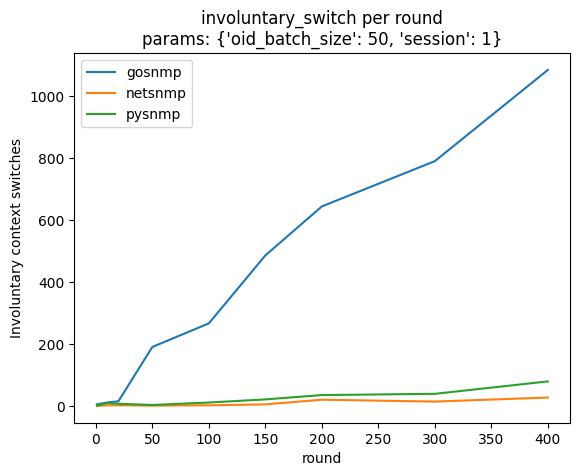 involuntary_switch per round
params: {'oid_batch_size': 50, 'session': 1}
gosnmp
netsnmp
pysnmp
Involuntary context switches
1000
800
600
400
200
0
0 50 100 150 200 250 300 350 400
round